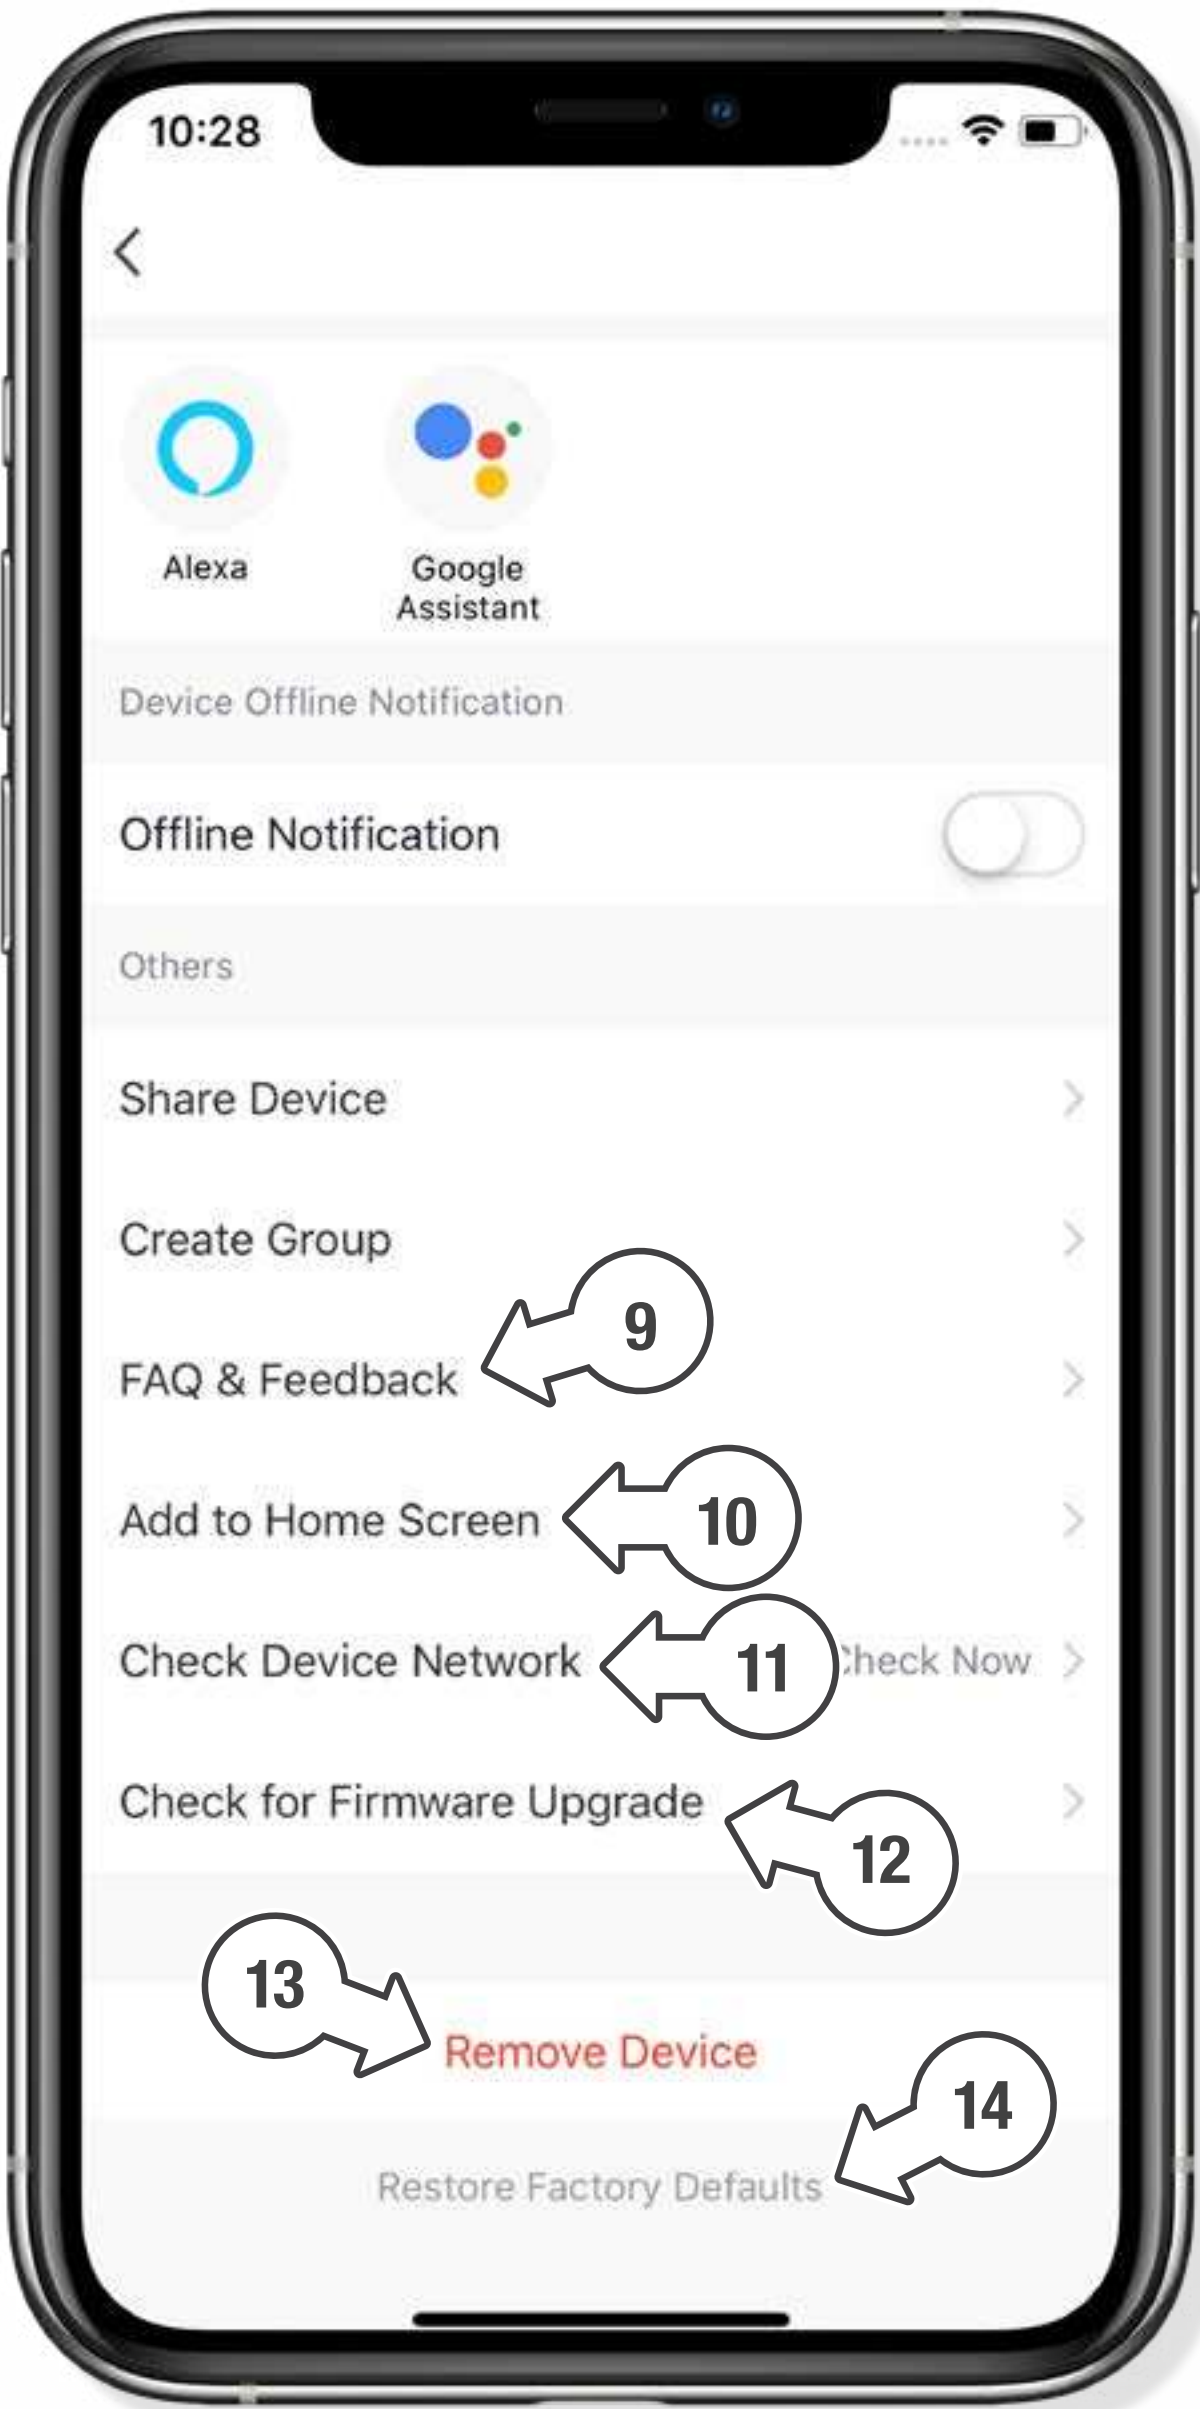 10:28
Alexa
Google
Assistant
Device Offline Notification
Offline Notification
Others
Share Device
Create Group
9
FAQ & Feedback
Add to Home Screen
10
Check Device Network
11
heck Now
Check for Firmware Upgrade
12
13
Remove Device
14
Restore Factory Defaults